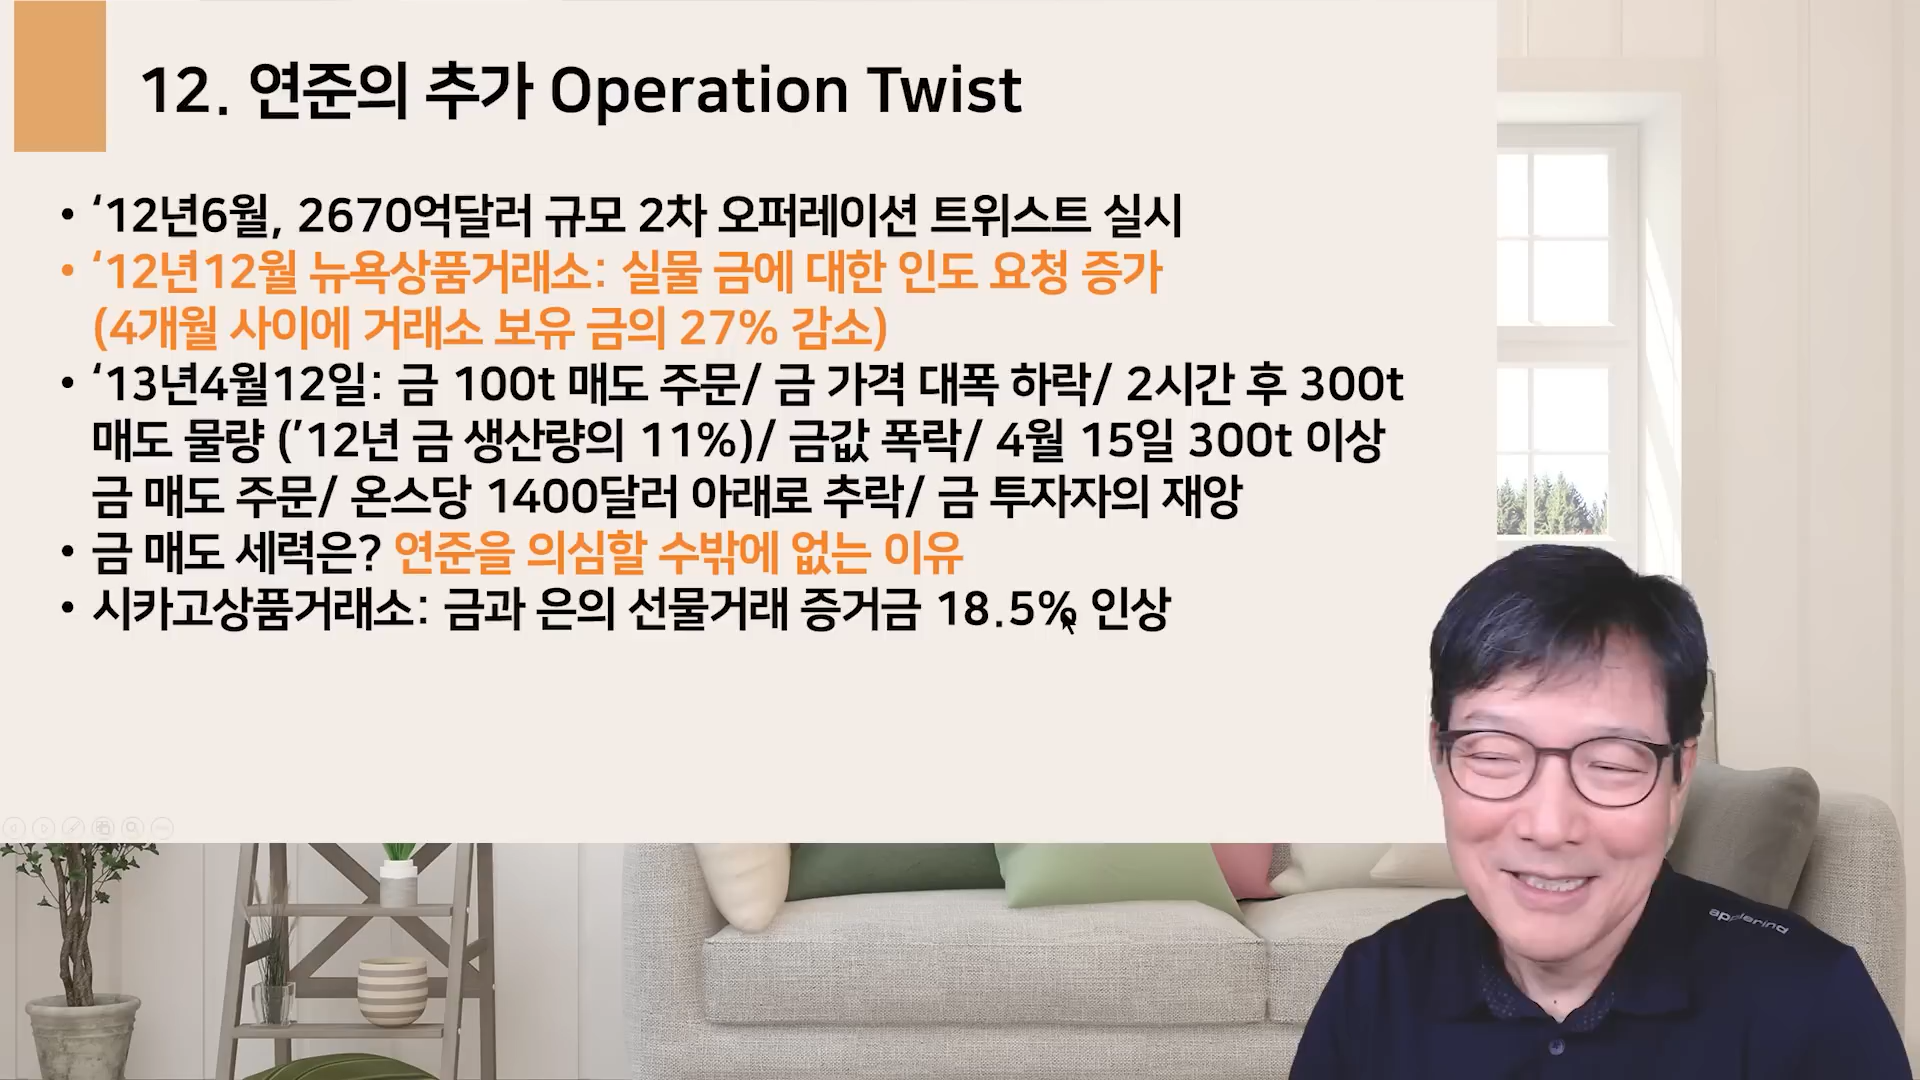 12. 연준의 추가 Operation Twist
• ‘12년6월, 2670억달러 규모 2차 오퍼레이션 트위스트 실시
• ‘12년12월 뉴욕상품거래소: 실물 금에 대한 인도 요청 증가
(4개월 사이에 거래소 보유 금의 27% 감소)
• ‘13년4월12일: 금 100t 매도 주문/ 금 가격 대폭 하락/ 2시간 후 300t
매도 물량 (’12년 금 생산량의 11%)/ 금값 폭락/ 4월 15일 300t 이상
금 매도 주문/ 온스당 1400달러 아래로 추락/ 금 투자자의 재앙
• 금 매도 세력은? 연준을 의심할 수밖에 없는 이유
• 시카고상품거래소: 금과 은의 선물거래 증거금 18.5% 인상